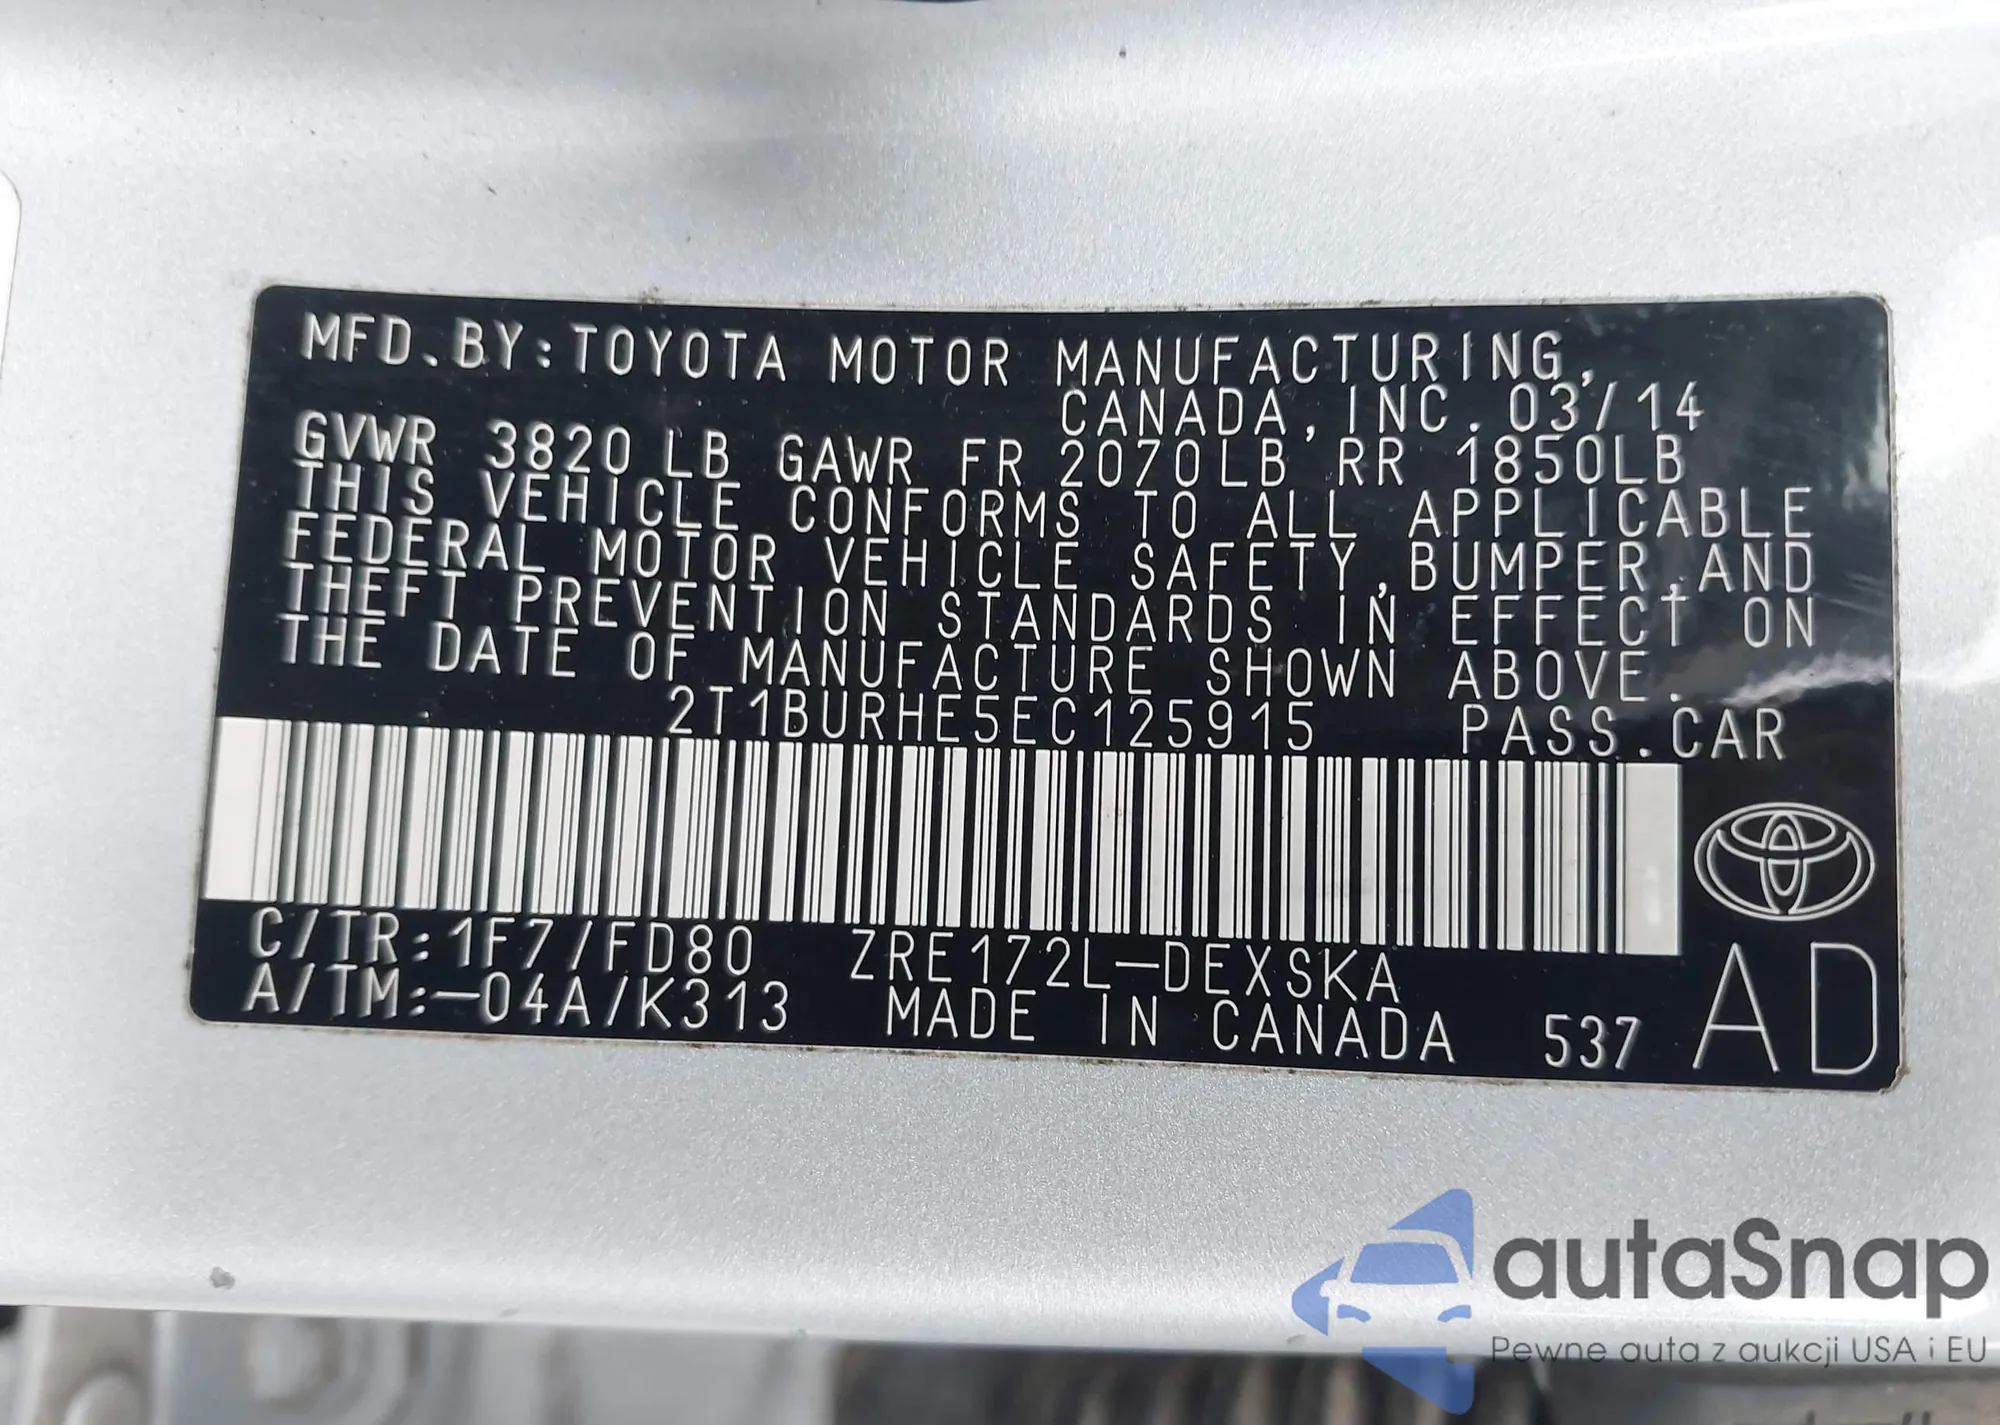 MFD.BY:TOYOTA MOTOR MANUFACTURING,
CANADA,INC.03/14
GVWR 3820LB GAWR FR 2070LB RR 1850LB
THIS VEHICLE CONFORMS TO ALL APPLICABLE
FEDERAL MOTOR VEHICLE SAFETY,BUMPER,AND
THEFT PREVENTION STANDARDS IN EFFECT ON
THE DATE OF MANUFACTURE SHOWN ABOVE.
2T1BURHE5EC125915 PASS.CAR
C/TR:1F7/FD80 ZRE172L-DEXSKA
A/TM:-04A/K313 MADE IN CANADA 537 AD
autaSnap
Pewne auta z aukcji USA i EU